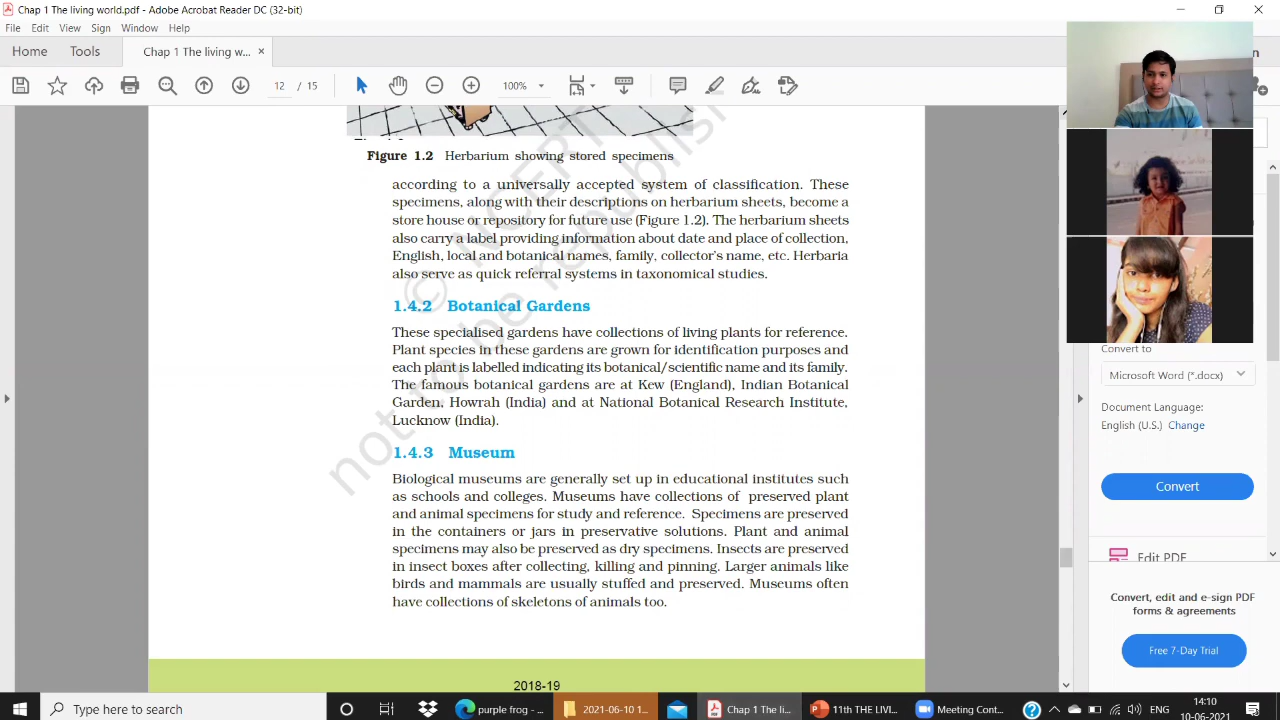 Chap 1 The living world.pdf - Adobe Acrobat Reader DC (32-bit)
File Edit View Sign Window Help
Home Tools Chap 1 The living w... ×
12 / 15 100%
Figure 1.2 Herbarium showing stored specimens
according to a universally accepted system of classification. These
specimens, along with their descriptions on herbarium sheets, become a
store house or repository for future use (Figure 1.2). The herbarium sheets
also carry a label providing information about date and place of collection,
English, local and botanical names, family, collector's name, etc. Herbaria
also serve as quick referral systems in taxonomical studies.
1.4.2 Botanical Gardens
These specialised gardens have collections of living plants for reference.
Plant species in these gardens are grown for identification purposes and
each plant is labelled indicating its botanical/scientific name and its family.
The famous botanical gardens are at Kew (England), Indian Botanical
Garden, Howrah (India) and at National Botanical Research Institute,
Lucknow (India).
1.4.3 Museum
Biological museums are generally set up in educational institutes such
as schools and colleges. Museums have collections of preserved plant
and animal specimens for study and reference. Specimens are preserved
in the containers or jars in preservative solutions. Plant and animal
specimens may also be preserved as dry specimens. Insects are preserved
in insect boxes after collecting, killing and pinning. Larger animals like
birds and mammals are usually stuffed and preserved. Museums often
have collections of skeletons of animals too.
2018-19
© NCERT
not to be republish
Convert to
Microsoft Word (*.docx)
Document Language:
English (U.S.) Change
Convert
Edit PDF
Convert, edit and e-sign PDF
forms & agreements
Free 7-Day Trial
Type here to search
purple frog - ...
2021-06-10 1...
Chap 1 The li...
11th THE LIVI...
Meeting Cont...
14:10
10-06-2021